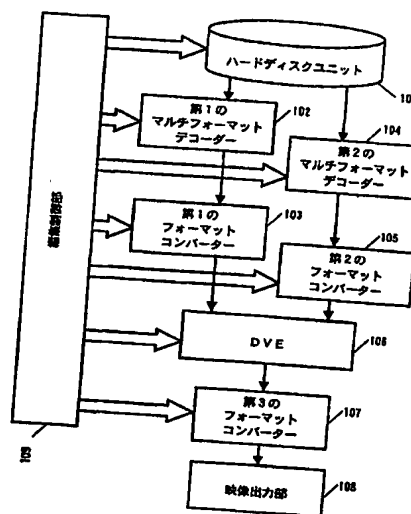 ハードディスクユニット
10
第1の
マルチフォーマット
デコーダー
102
104
第2の
マルチフォーマット
デコーダー
第1の
フォーマット
コンバーター
103
105
第2の
フォーマット
コンバーター
DVE
106
第3の
フォーマット
コンバーター
107
映像出力部
108
109